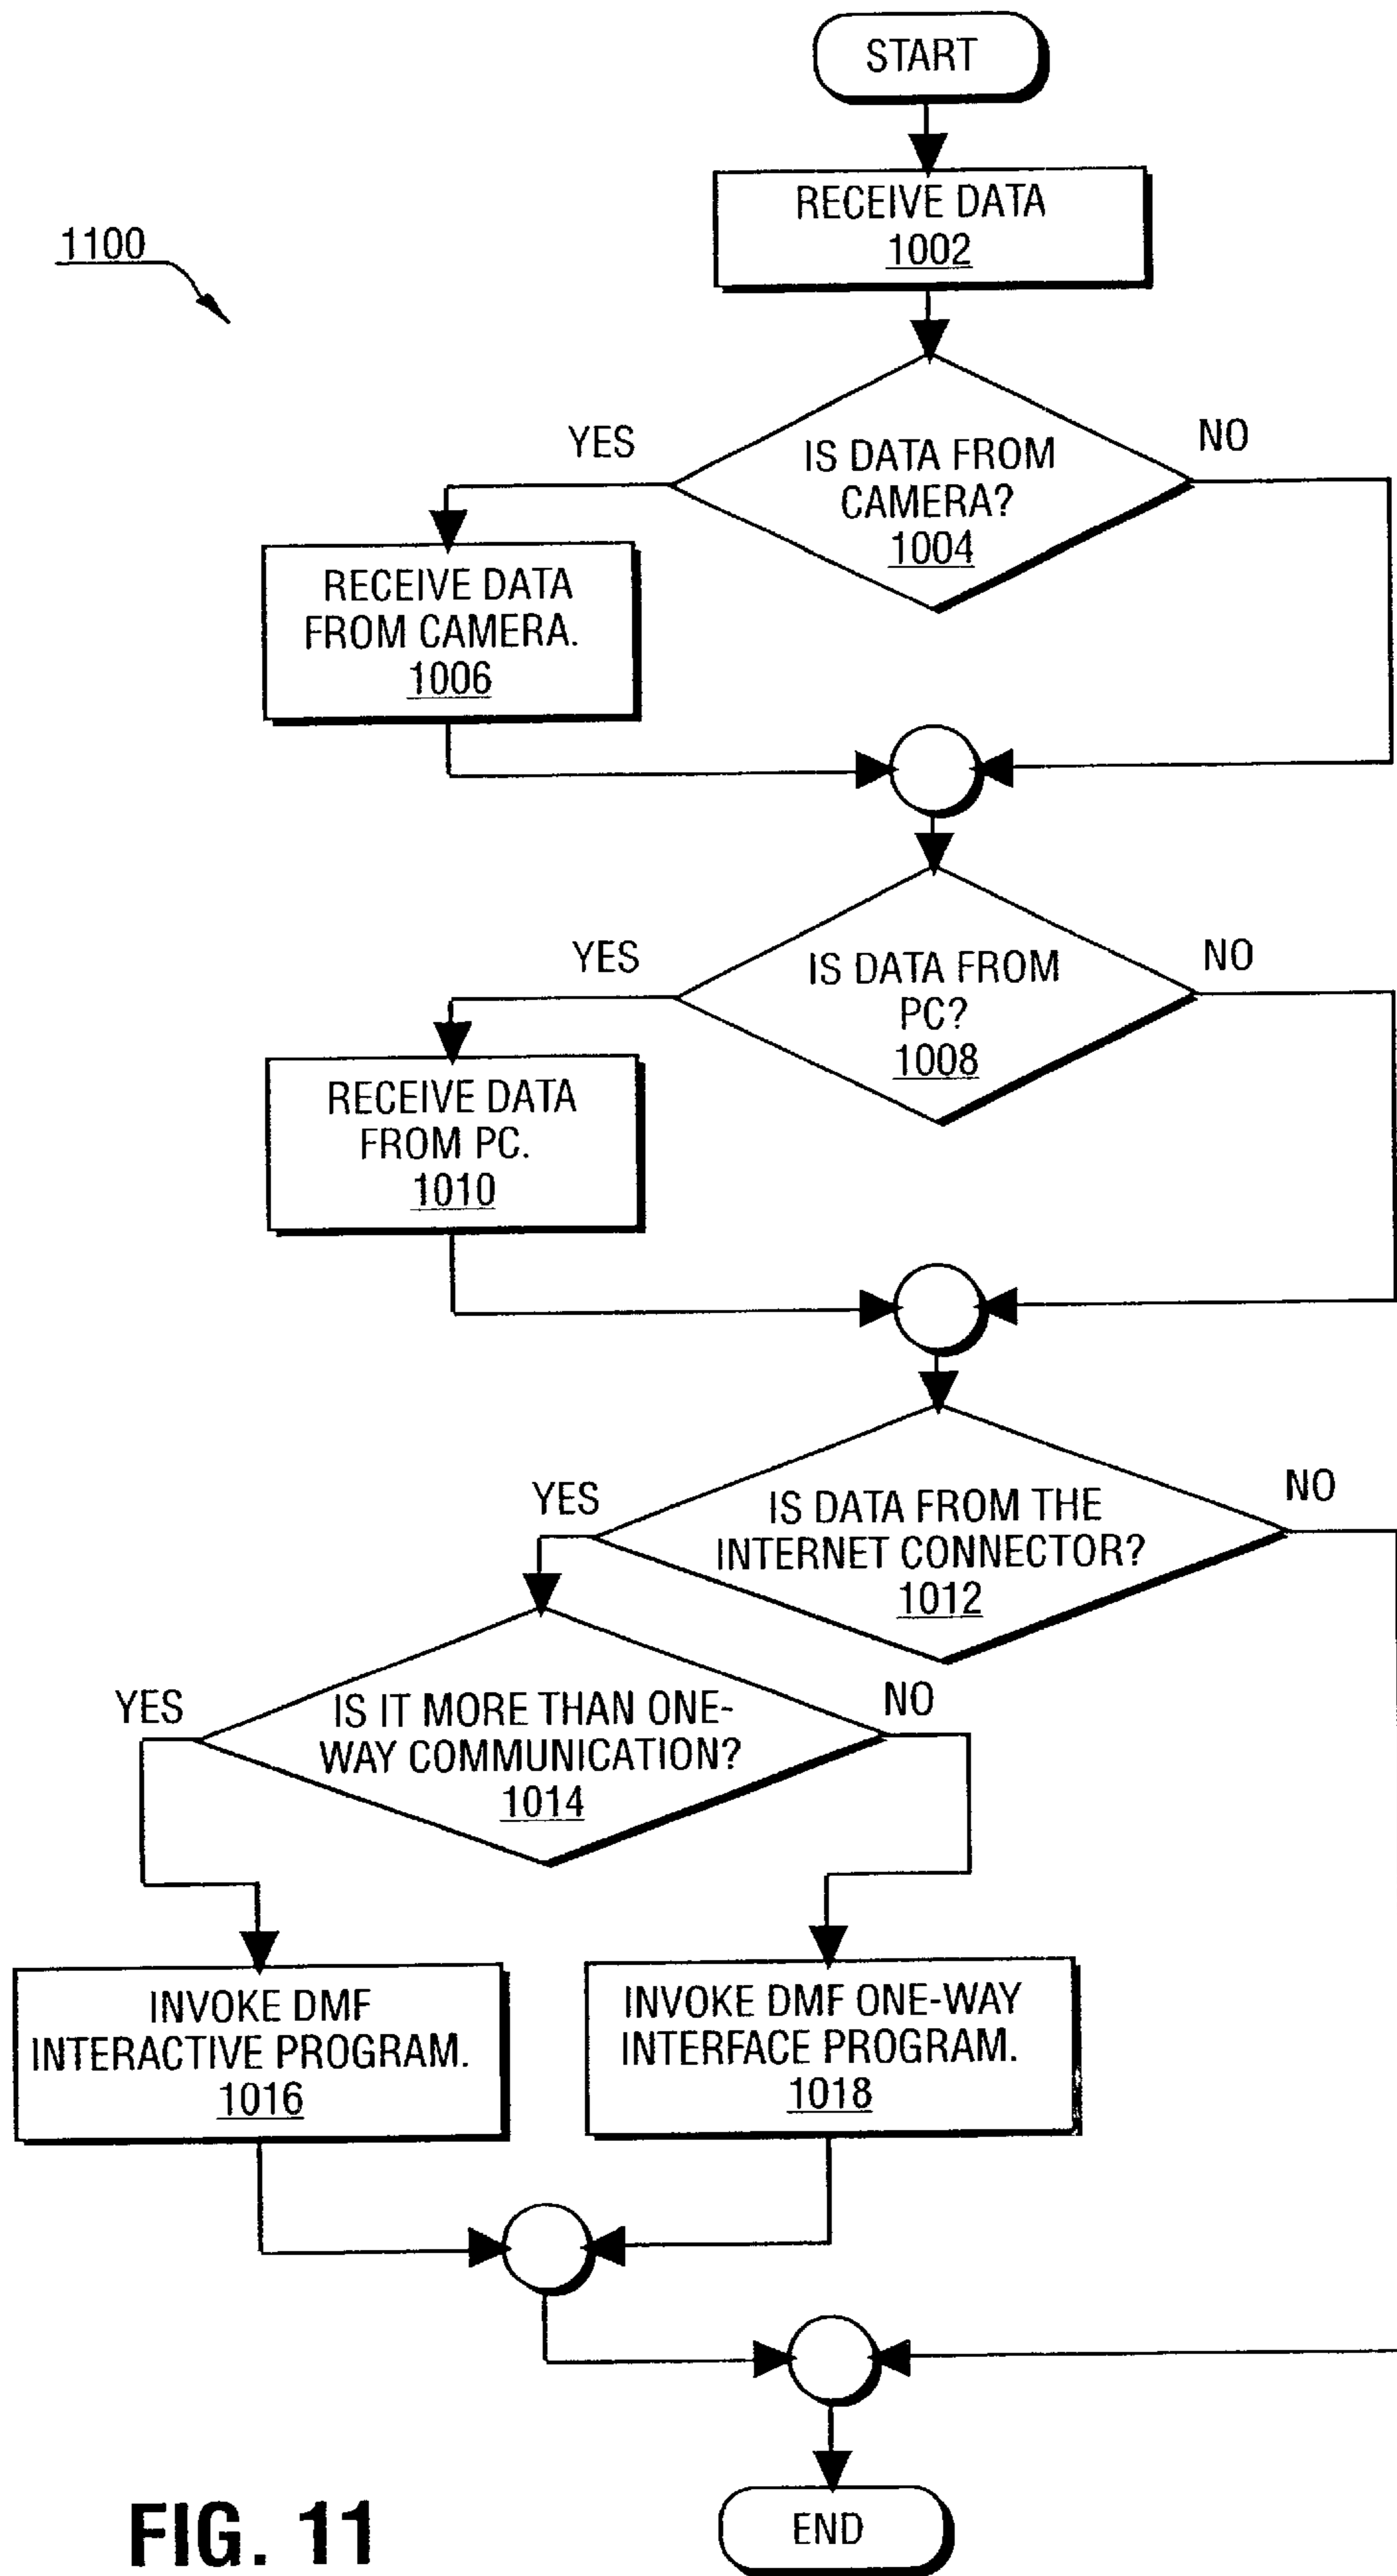 START
RECEIVE DATA
1002
1100
YES
NO
IS DATA FROM
CAMERA?
1004
RECEIVE DATA
FROM CAMERA.
1006
YES
NO
IS DATA FROM
PC?
1008
RECEIVE DATA
FROM PC.
1010
YES
NO
IS DATA FROM THE
INTERNET CONNECTOR?
1012
YES
NO
IS IT MORE THAN ONE-
WAY COMMUNICATION?
1014
INVOKE DMF
INTERACTIVE PROGRAM.
1016
INVOKE DMF ONE-WAY
INTERFACE PROGRAM.
1018
END
FIG. 11